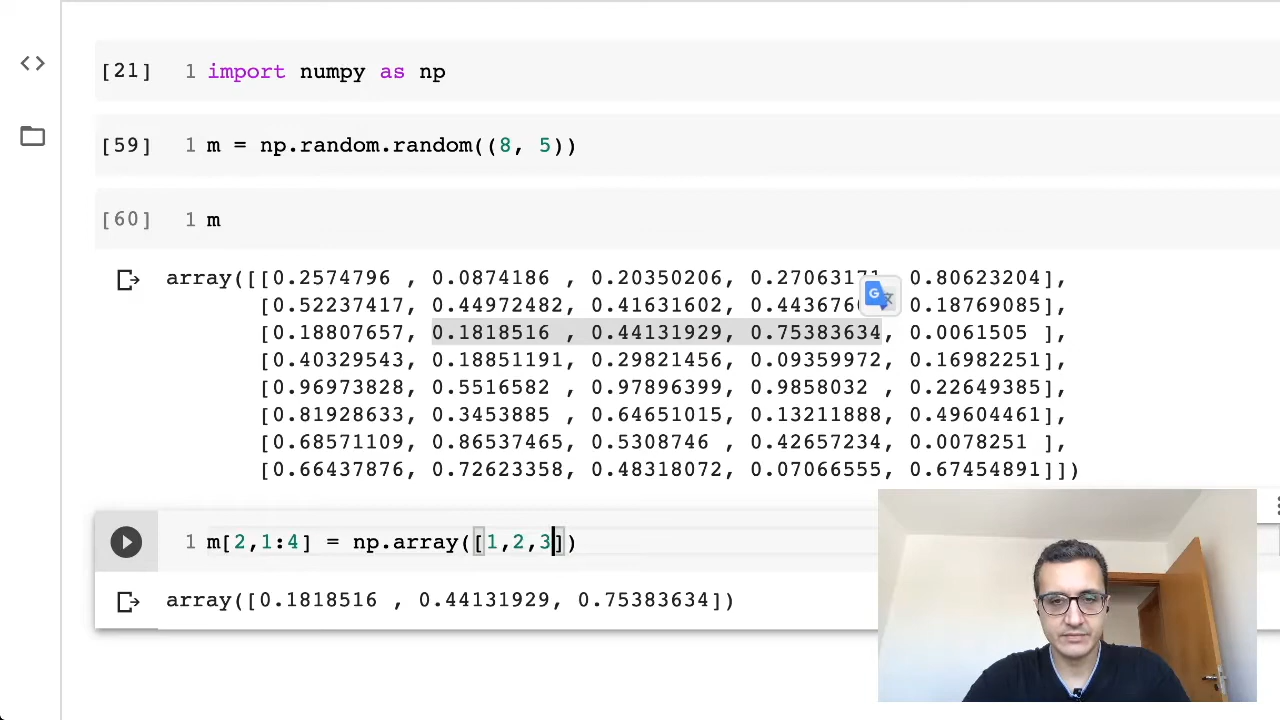 [21] 1 import numpy as np
[59] 1 m = np.random.random((8, 5))
[60] 1 m
array([[0.2574796 , 0.0874186 , 0.20350206, 0.27063171, 0.80623204],
[0.52237417, 0.44972482, 0.41631602, 0.443676 0.18769085],
[0.18807657, 0.1818516 , 0.44131929, 0.75383634, 0.0061505 ],
[0.40329543, 0.18851191, 0.29821456, 0.09359972, 0.16982251],
[0.96973828, 0.5516582 , 0.97896399, 0.9858032 , 0.22649385],
[0.81928633, 0.3453885 , 0.64651015, 0.13211888, 0.49604461],
[0.68571109, 0.86537465, 0.5308746 , 0.42657234, 0.0078251 ],
[0.66437876, 0.72623358, 0.48318072, 0.07066555, 0.67454891]])
1 m[2,1:4] = np.array([1,2,3])
array([0.1818516 , 0.44131929, 0.75383634])